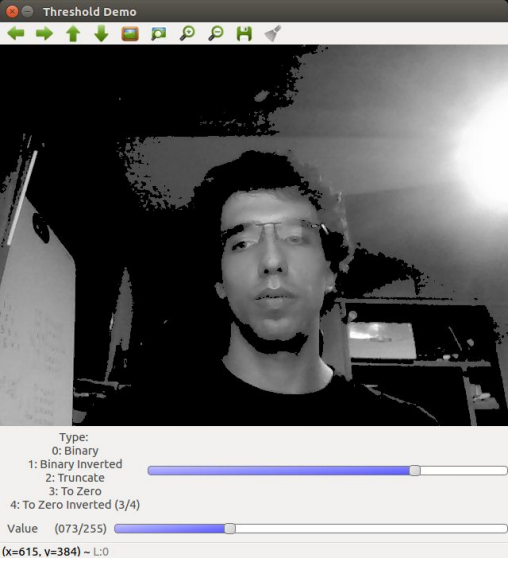 Threshold Demo
Type:
0: Binary
1: Binary Inverted
2: Truncate
3: To Zero
4: To Zero Inverted (3/4)
Value (073/255)
(x=615, y=384) ~ L:0